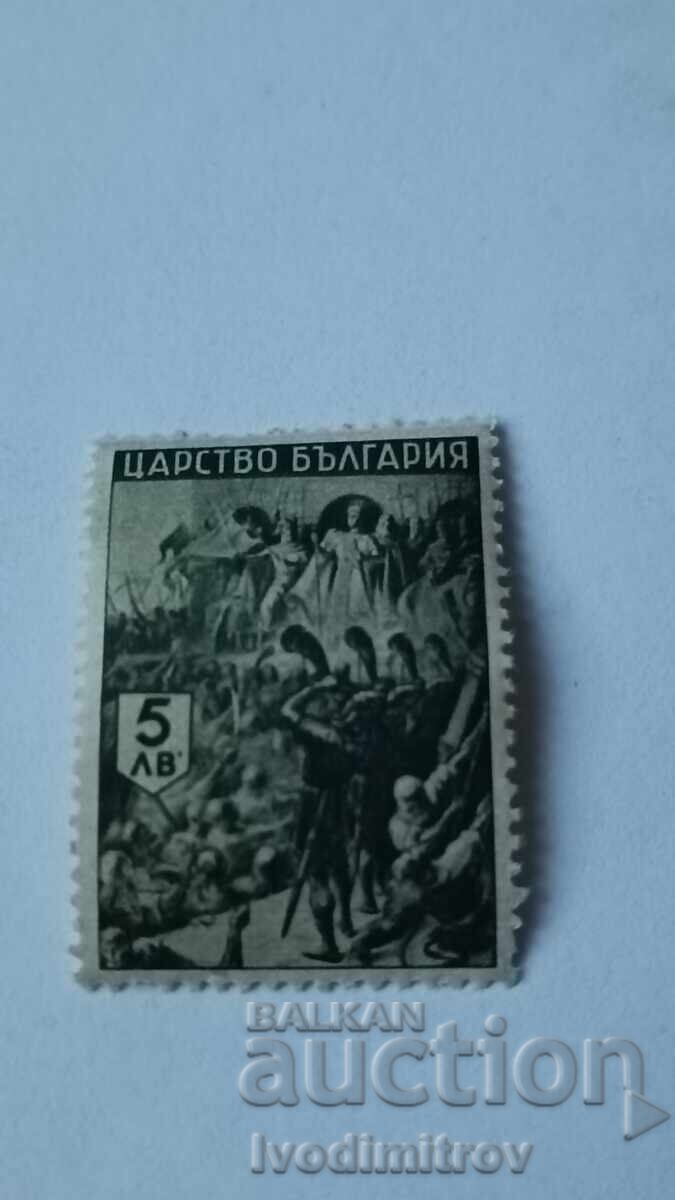 ЦАРСТВО БЪЛГАРИЯ
5
ЛВ.
BALKAN
auction
Ivodimitrov